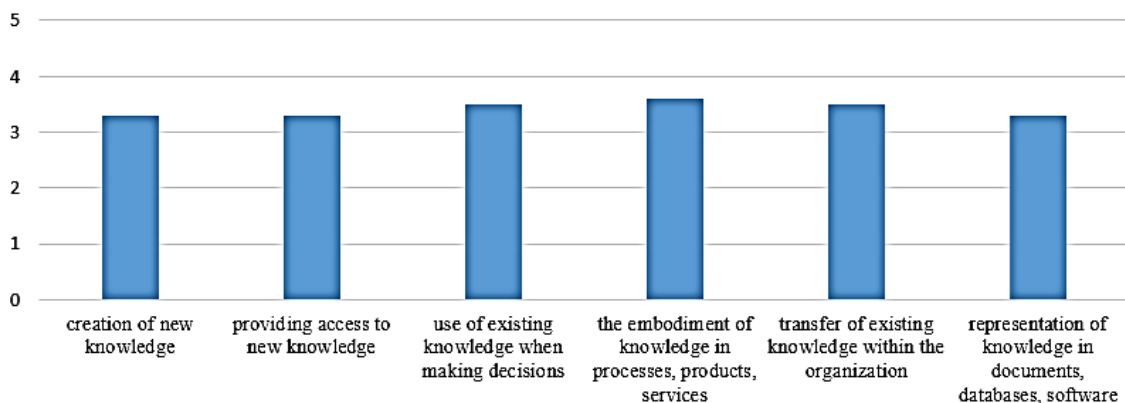 5
4
3
2
1
0
creation of new
knowledge
providing access to
new knowledge
use of existing
knowledge when
making decisions
the embodiment of
knowledge in
processes, products,
services
transfer of existing
knowledge within the
organization
representation of
knowledge in
documents,
databases, software